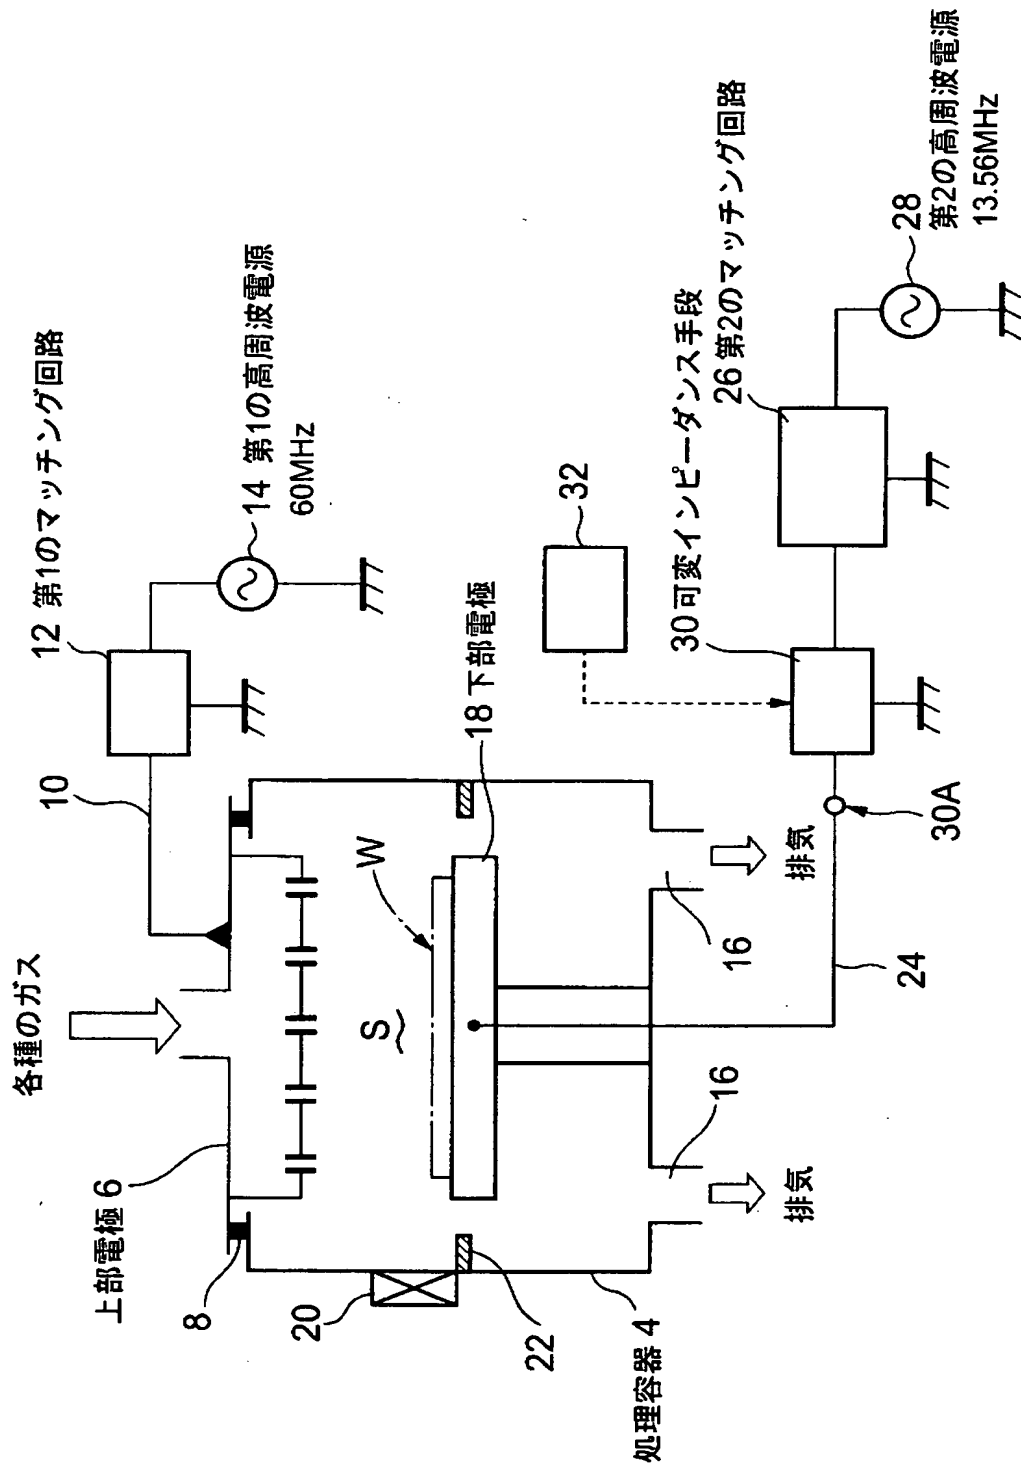 各種のガス
上部電極 6
8
10
12 第1のマッチング回路
14 第1の高周波電源
60MHz
W
S
20
22
18 下部電極
32
16
16
処理容器 4
排気
排気
24
30A
30 可変インピーダンス手段
26 第2のマッチング回路
28
第2の高周波電源
13.56MHz